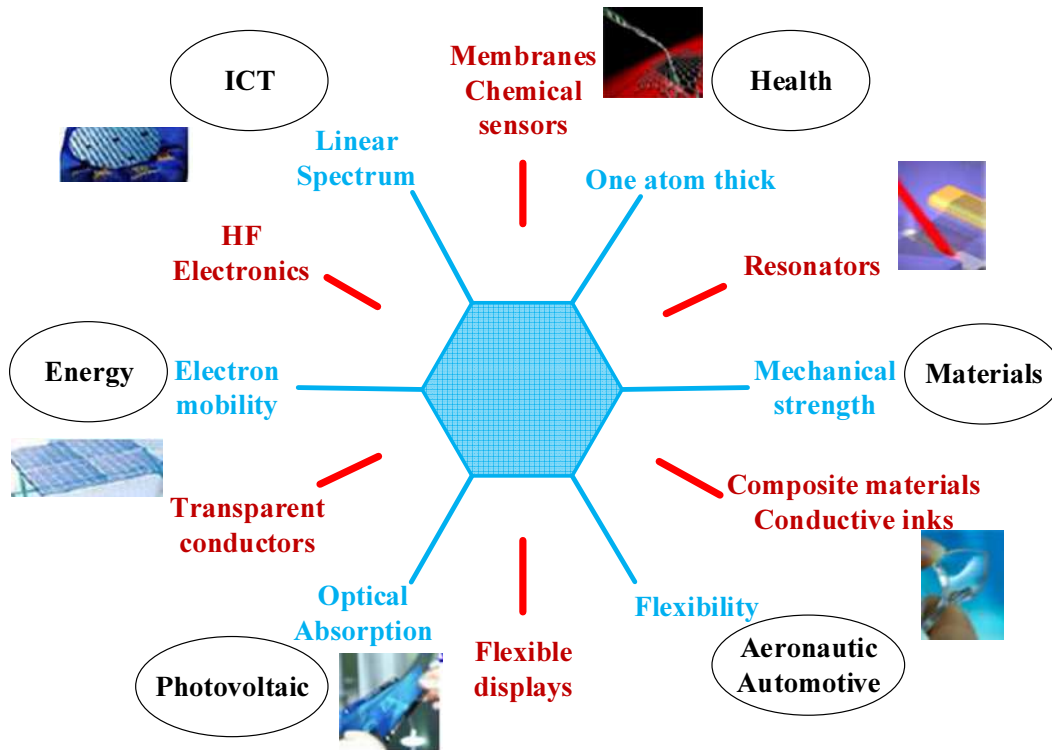 ICT
Membranes
Chemical
sensors
Health
Linear
Spectrum
One atom thick
HF
Electronics
Resonators
Energy
Electron
mobility
Mechanical
strength
Materials
Transparent
conductors
Composite materials
Conductive inks
Optical
Absorption
Flexibility
Photovoltaic
Flexible
displays
Aeronautic
Automotive